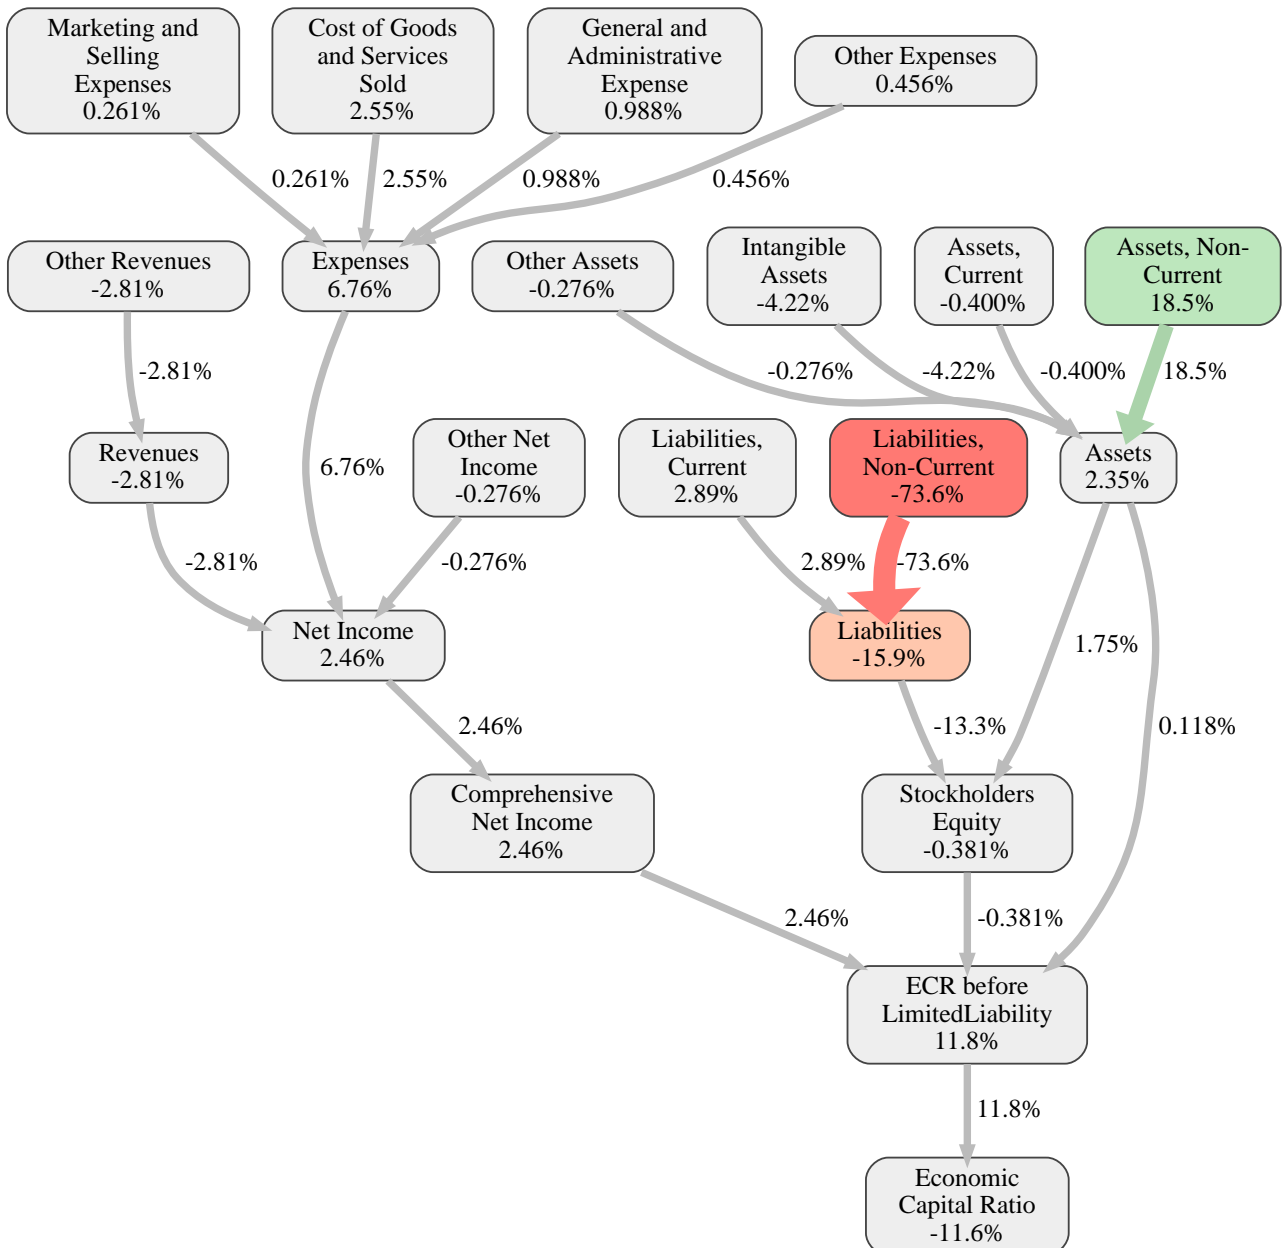 Marketing and
Selling
Expenses
0.261%
Cost of Goods
and Services
Sold
2.55%
General and
Administrative
Expense
0.988%
Other Expenses
0.456%
0.261%
2.55%
0.988%
0.456%
Other Revenues
-2.81%
Expenses
6.76%
Other Assets
-0.276%
Intangible
Assets
-4.22%
Assets,
Current
-0.400%
Assets, Non-
Current
18.5%
-2.81%
-0.276%
-4.22%
-0.400%
18.5%
Revenues
-2.81%
6.76%
Other Net
Income
-0.276%
Liabilities,
Current
2.89%
Liabilities,
Non-Current
-73.6%
Assets
2.35%
-2.81%
-0.276%
2.89%
-73.6%
Net Income
2.46%
Liabilities
-15.9%
1.75%
2.46%
-13.3%
0.118%
Comprehensive
Net Income
2.46%
Stockholders
Equity
-0.381%
2.46%
-0.381%
ECR before
LimitedLiability
11.8%
11.8%
Economic
Capital Ratio
-11.6%